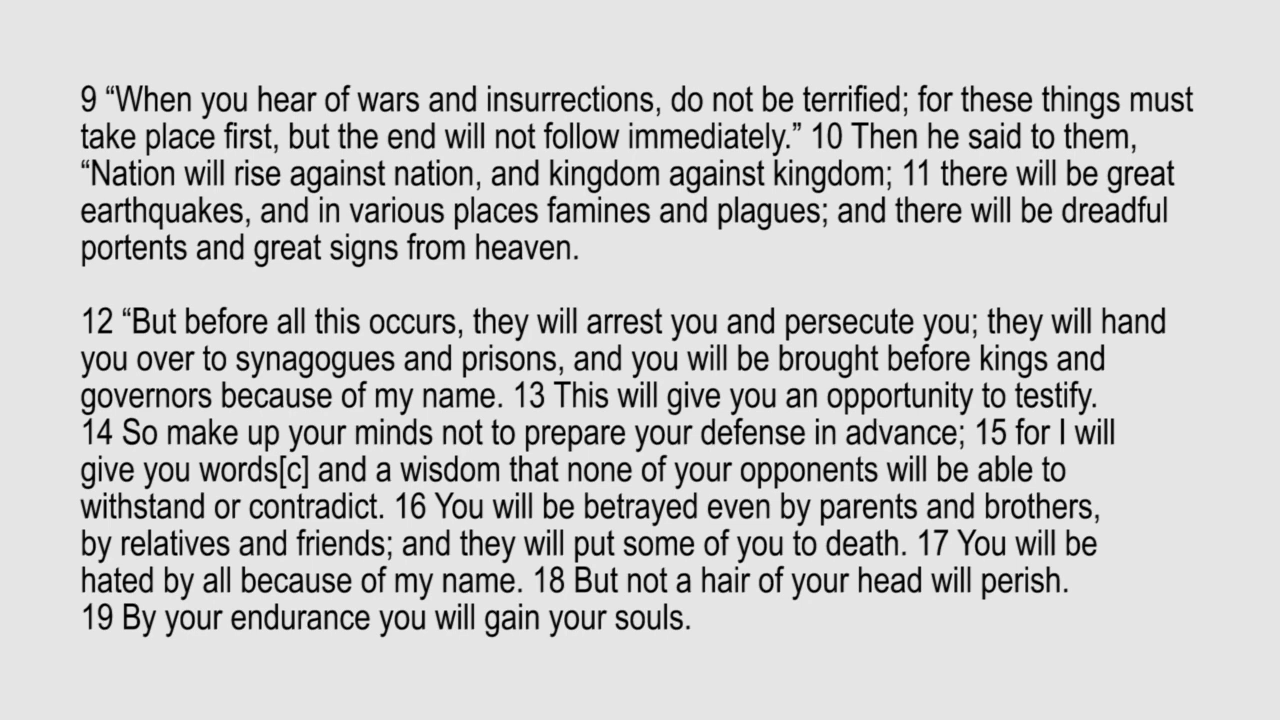 9 “When you hear of wars and insurrections, do not be terrified; for these things must
take place first, but the end will not follow immediately.” 10 Then he said to them,
“Nation will rise against nation, and kingdom against kingdom; 11 there will be great
earthquakes, and in various places famines and plagues; and there will be dreadful
portents and great signs from heaven.
12 “But before all this occurs, they will arrest you and persecute you; they will hand
you over to synagogues and prisons, and you will be brought before kings and
governors because of my name. 13 This will give you an opportunity to testify.
14 So make up your minds not to prepare your defense in advance; 15 for I will
give you words[c] and a wisdom that none of your opponents will be able to
withstand or contradict. 16 You will be betrayed even by parents and brothers,
by relatives and friends; and they will put some of you to death. 17 You will be
hated by all because of my name. 18 But not a hair of your head will perish.
19 By your endurance you will gain your souls.